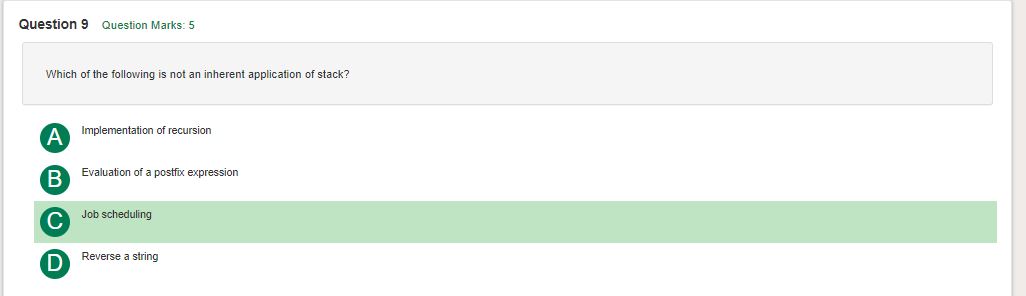 Question 9 Question Marks: 5
Which of the following is not an inherent application of stack?
A Implementation of recursion
B Evaluation of a postfix expression
C Job scheduling
D Reverse a string